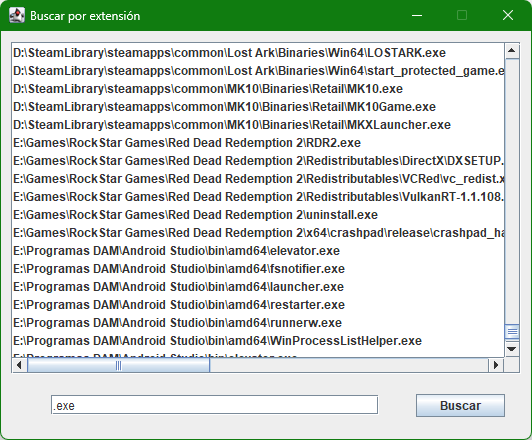 Buscar por extensión
D:\SteamLibrary\steamapps\common\Lost Ark\Binaries\Win64\LOSTARK.exe
D:\SteamLibrary\steamapps\common\Lost Ark\Binaries\Win64\start_protected_game.e
D:\SteamLibrary\steamapps\common\MK10\Binaries\Retail\MK10.exe
D:\SteamLibrary\steamapps\common\MK10\Binaries\Retail\MK10Game.exe
D:\SteamLibrary\steamapps\common\MK10\Binaries\Retail\MKXLauncher.exe
E:\Games\RockStar Games\Red Dead Redemption 2\RDR2.exe
E:\Games\RockStar Games\Red Dead Redemption 2\Redistributables\DirectX\DXSETUP.
E:\Games\RockStar Games\Red Dead Redemption 2\Redistributables\VCRed\vc_redist.x
E:\Games\RockStar Games\Red Dead Redemption 2\Redistributables\VulkanRT-1.1.108.
E:\Games\RockStar Games\Red Dead Redemption 2\uninstall.exe
E:\Games\RockStar Games\Red Dead Redemption 2\x64\crashpad\release\crashpad_ha
E:\Programas DAM\Android Studio\bin\amd64\elevator.exe
E:\Programas DAM\Android Studio\bin\amd64\fsnotifier.exe
E:\Programas DAM\Android Studio\bin\amd64\launcher.exe
E:\Programas DAM\Android Studio\bin\amd64\restarter.exe
E:\Programas DAM\Android Studio\bin\amd64\runnerw.exe
E:\Programas DAM\Android Studio\bin\amd64\WinProcessListHelper.exe
E:\Programas DAM\Android Studio\bin\elevator.exe
.exe
Buscar